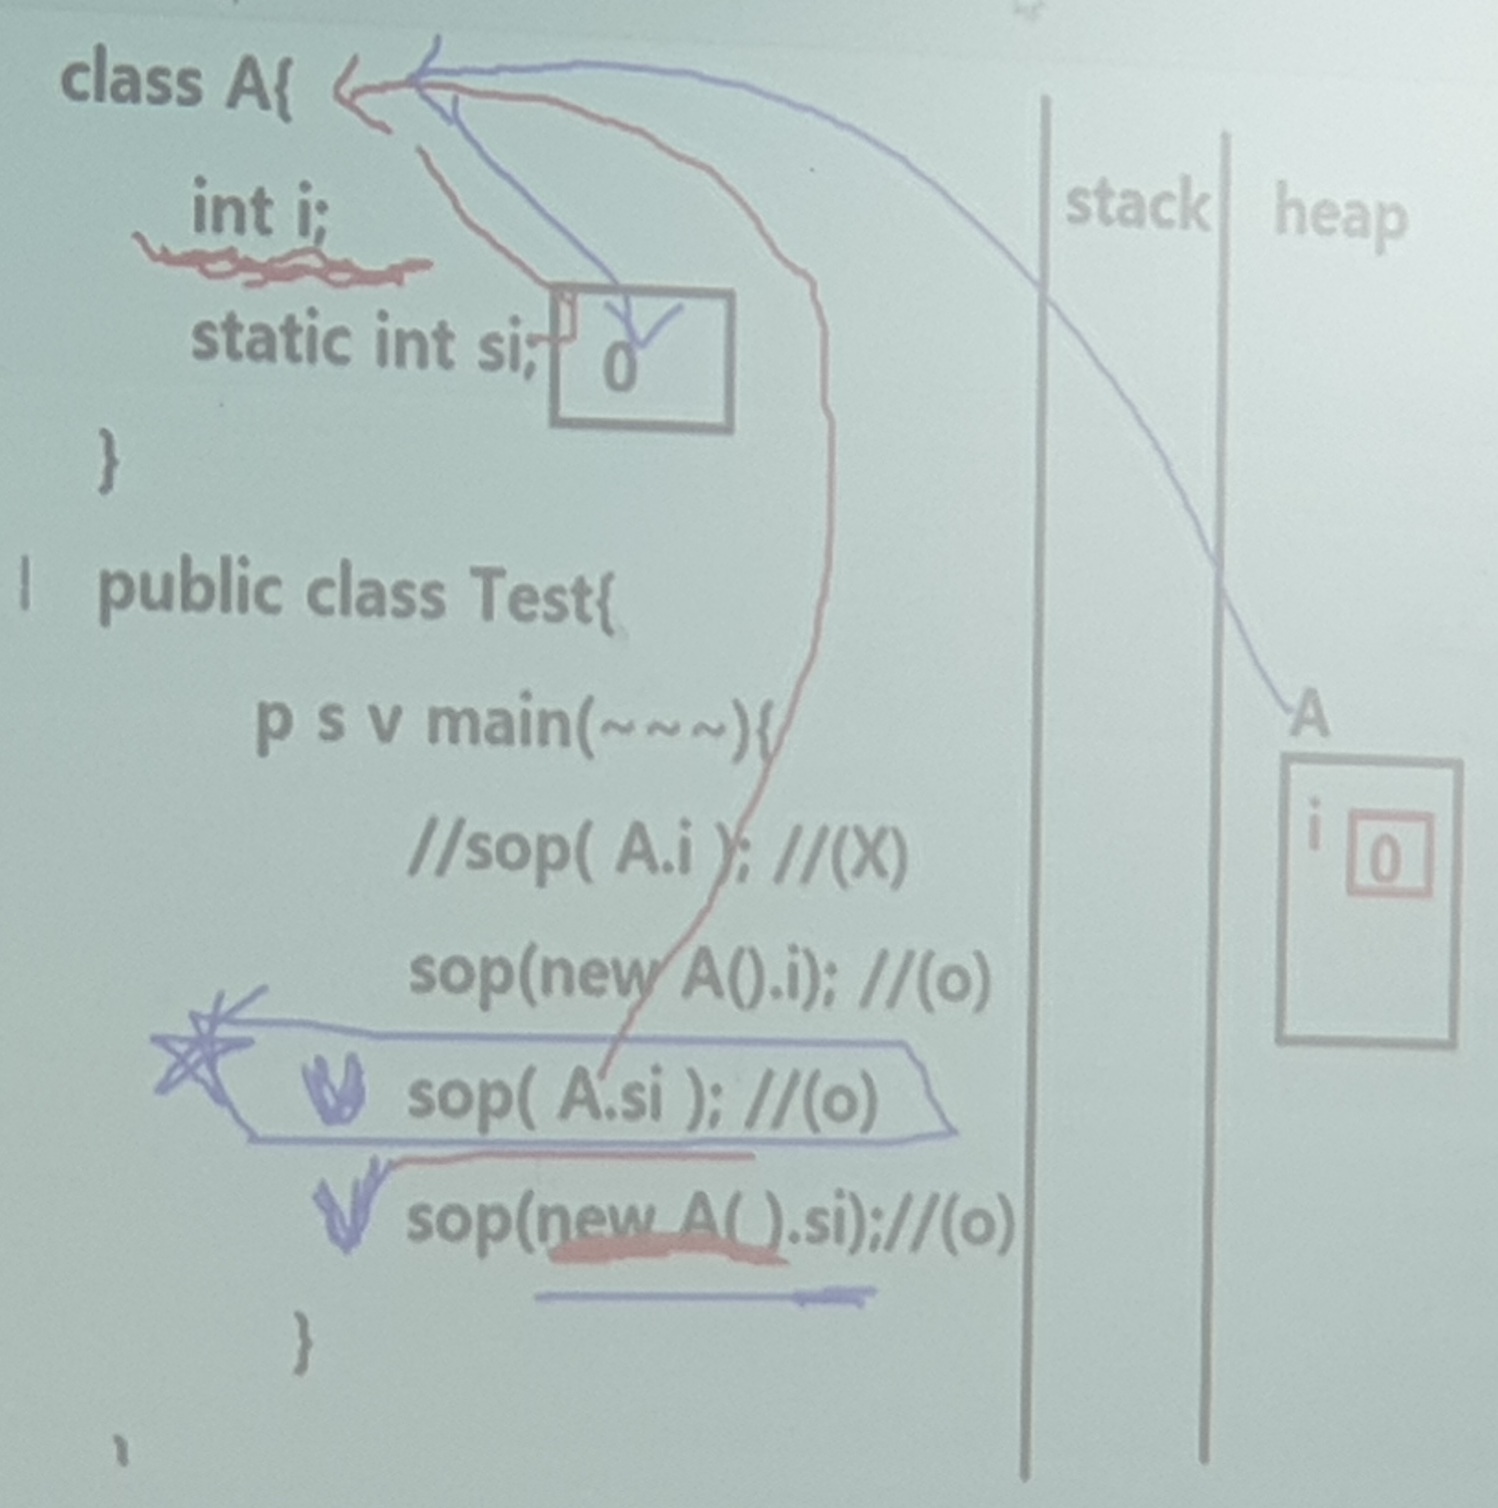 class A{
int i;
static int si;
0
}
public class Test{
p s v main(~~~){
//sop( A.i ); //(X)
sop(new A().i); //(o)
sop( A.si ); //(o)
sop(new A( ).si);//(o)
}
stack
heap
A
i
0